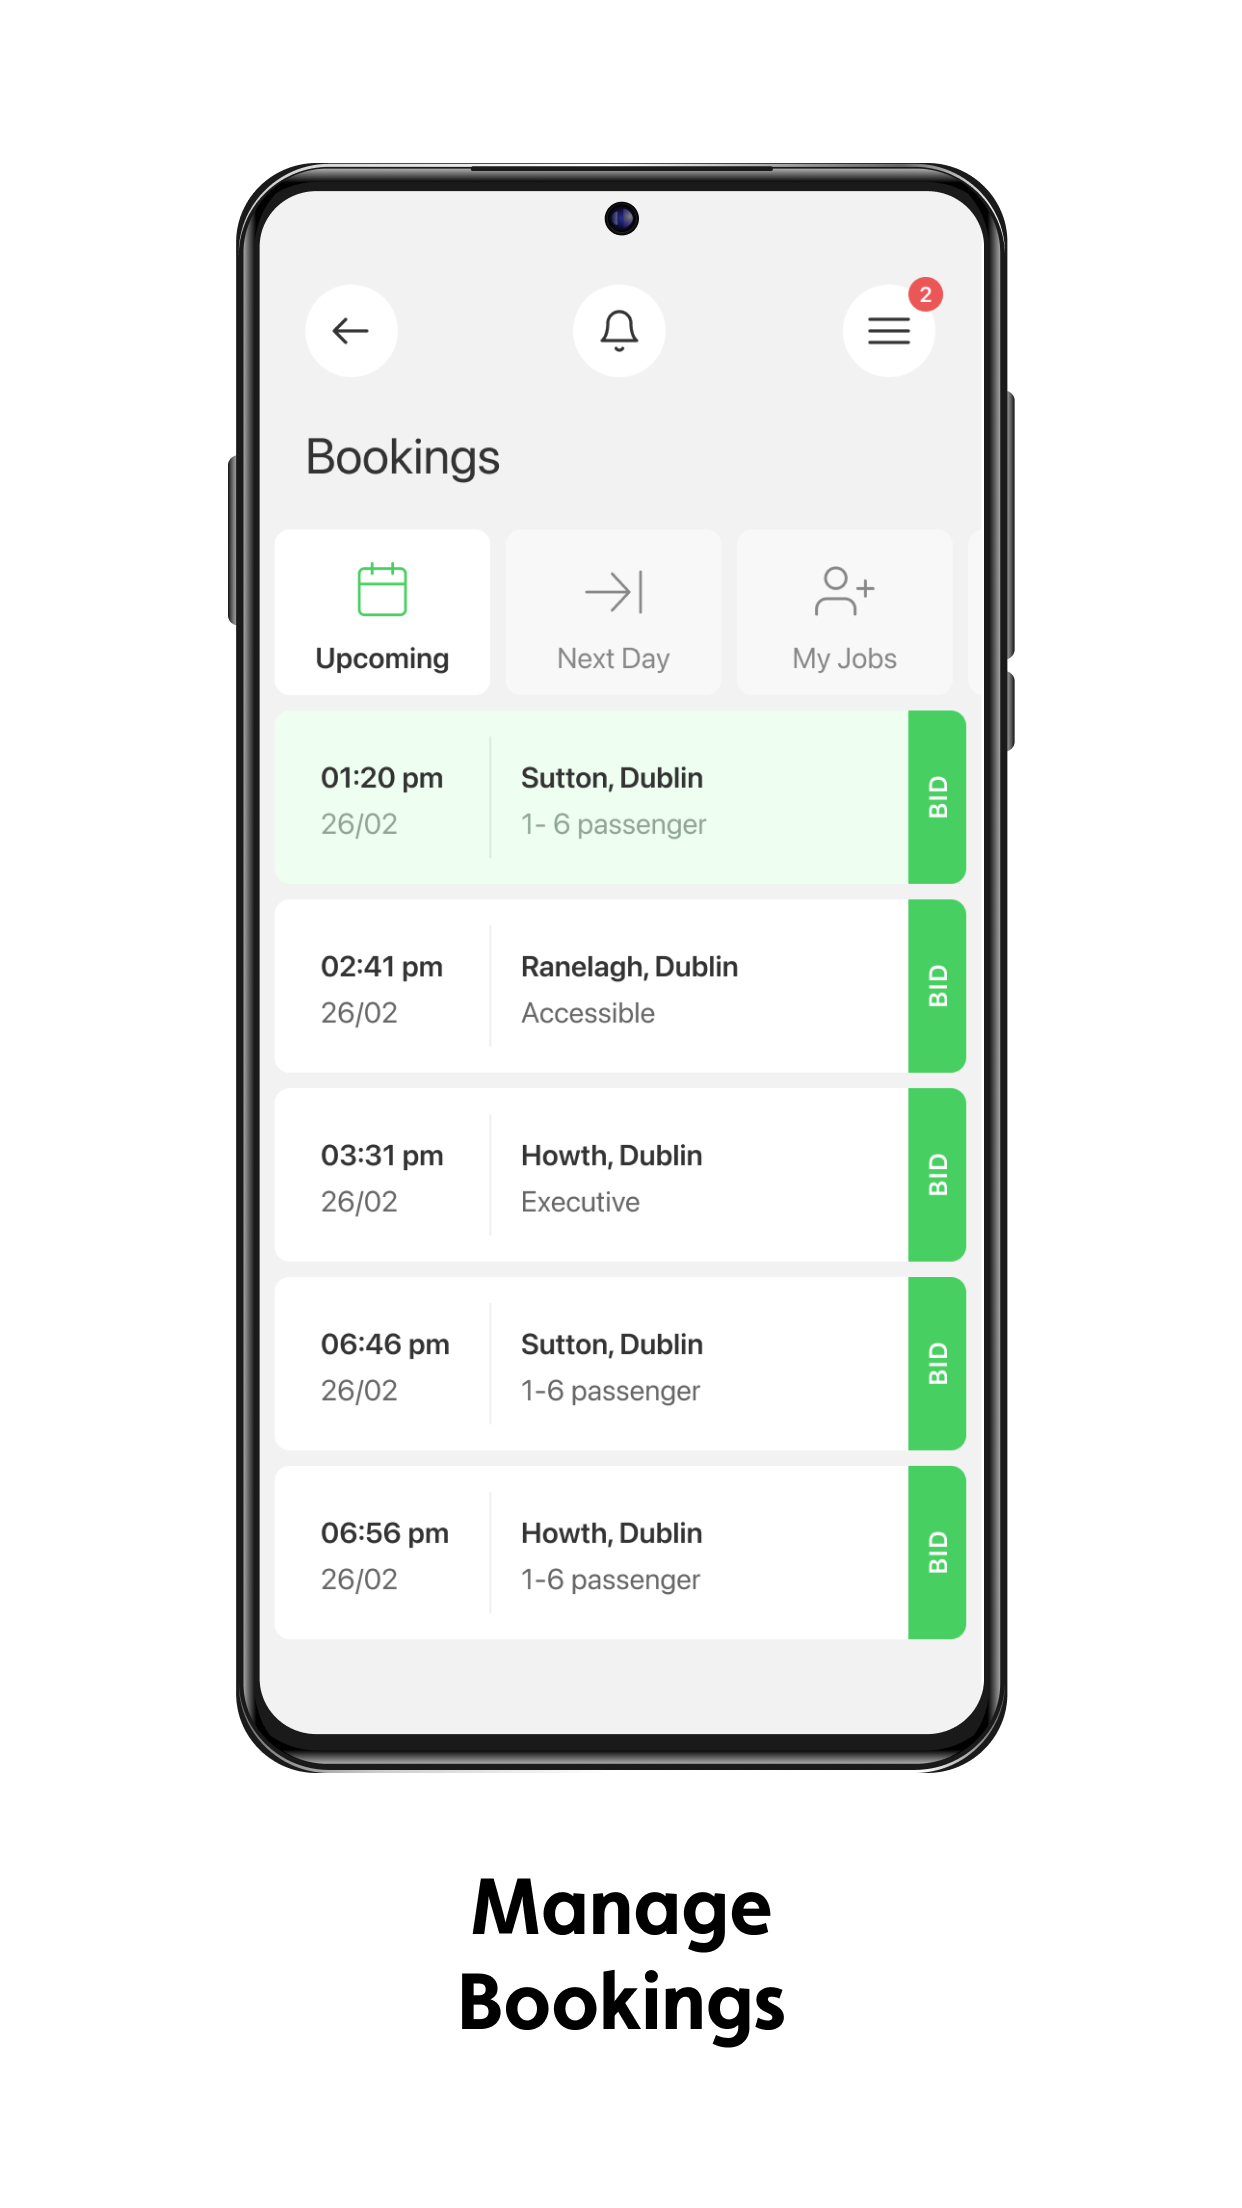 2
Bookings
Upcoming
Next Day
My Jobs
01:20 pm
26/02
Sutton, Dublin
1- 6 passenger
BID
02:41 pm
26/02
Ranelagh, Dublin
Accessible
BID
03:31 pm
26/02
Howth, Dublin
Executive
BID
06:46 pm
26/02
Sutton, Dublin
1-6 passenger
BID
06:56 pm
26/02
Howth, Dublin
1-6 passenger
BID
Manage
Bookings